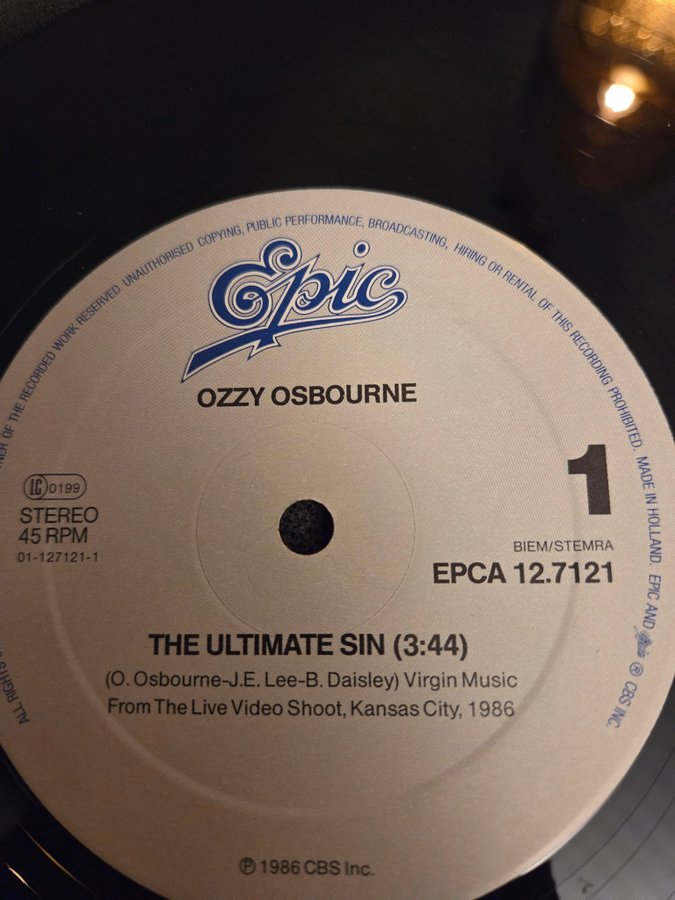 NER OF THE RECORDED WORK RESERVED. UNAUTHORISED COPYING, PUBLIC PERFORMANCE, BROADCASTING, HIRING OR RENTAL OF THIS RECORDING PROHIBITED. MADE IN HOLLAND. EPIC AND Epic ® CBS INC.
Epic
OZZY OSBOURNE
1
LC 0199
STEREO
45 RPM
01-127121-1
BIEM/STEMRA
EPCA 12.7121
THE ULTIMATE SIN (3:44)
(O. Osbourne-J.E. Lee-B. Daisley) Virgin Music
From The Live Video Shoot, Kansas City, 1986
ALL RIGHTS
℗ 1986 CBS Inc.